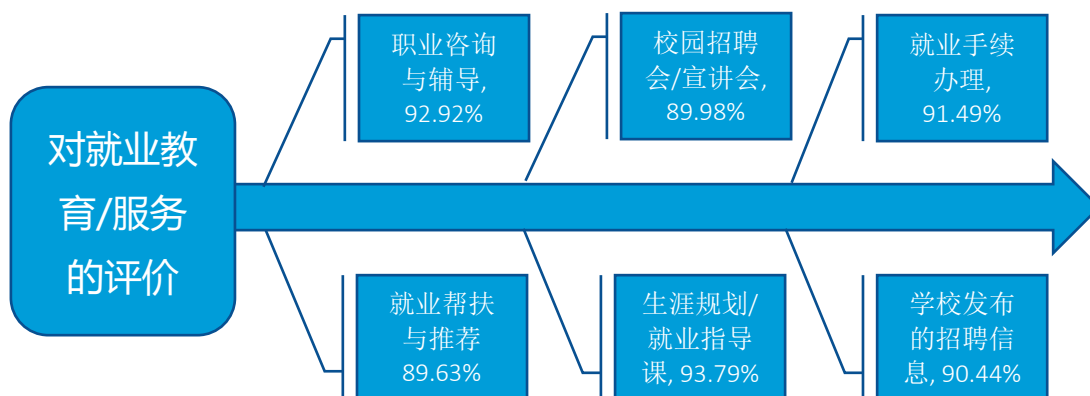 对就业教
育/服务
的评价
职业咨询
与辅导,
92.92%
校园招聘
会/宣讲会,
89.98%
就业手续
办理,
91.49%
就业帮扶
与推荐
89.63%
生涯规划/
就业指导
课, 93.79%
学校发布
的招聘信
息, 90.44%